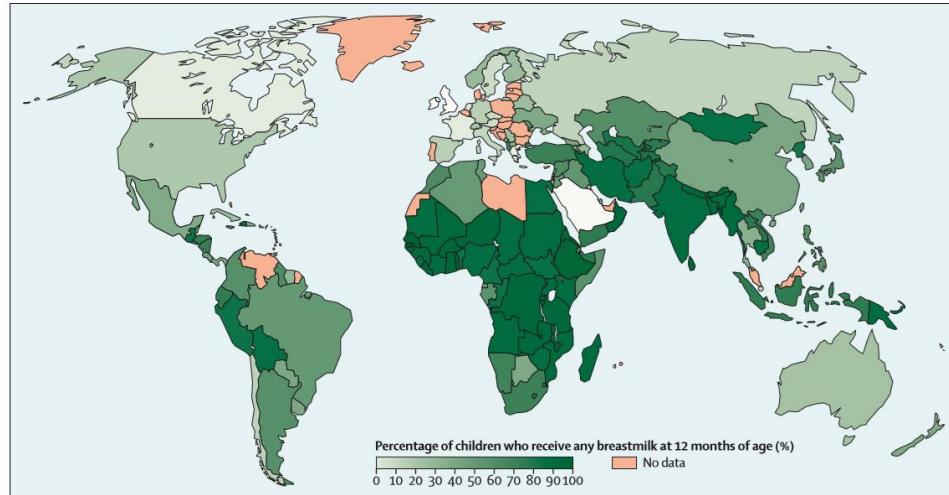 Percentage of children who receive any breastmilk at 12 months of age (%)
No data
0 10 20 30 40 50 60 70 80 90 100